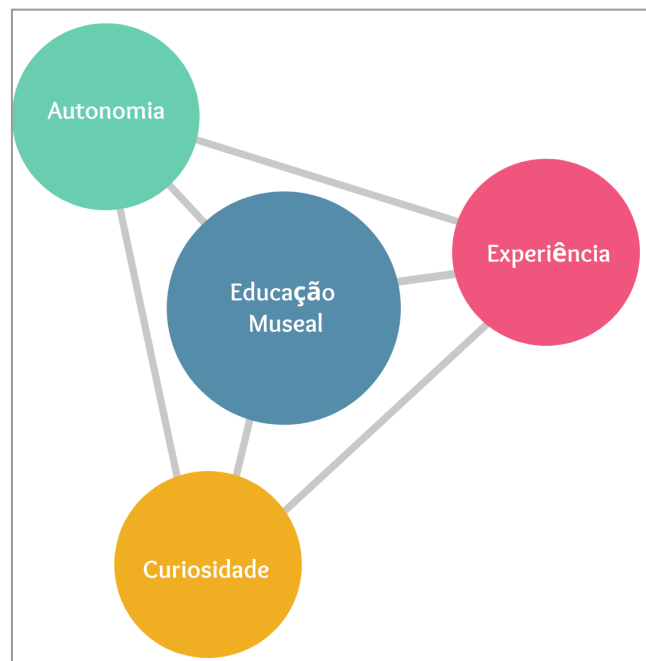 Autonomia
Experiência
Educação
Museal
Curiosidade